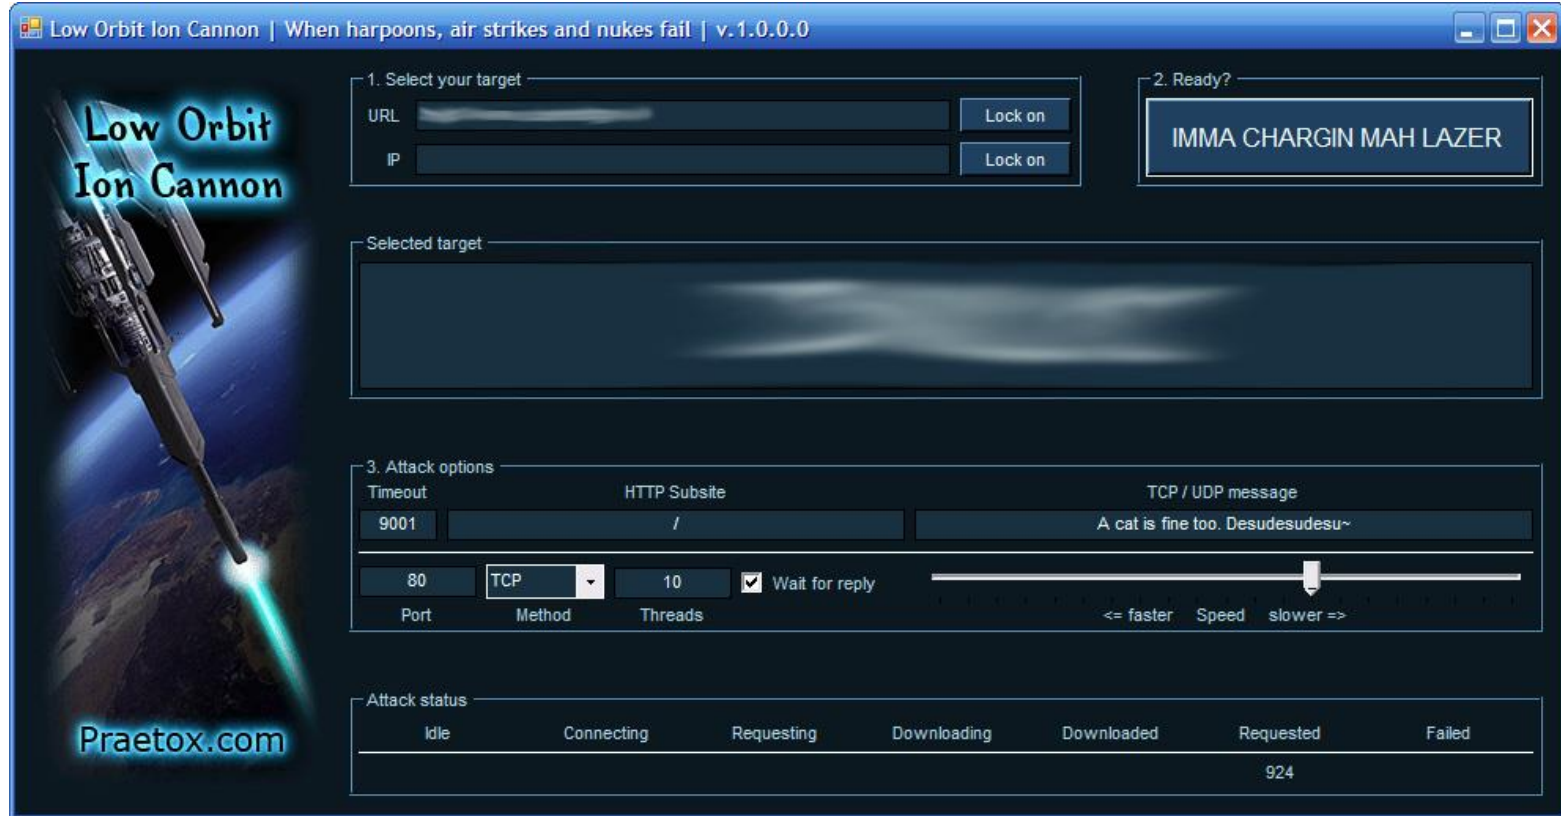 Low Orbit Ion Cannon | When harpoons, air strikes and nukes fail | v.1.0.0.0
Low Orbit
Ion Cannon
Praetox.com
1. Select your target
URL
Lock on
IP
Lock on
2. Ready?
IMMA CHARGIN MAH LAZER
Selected target
3. Attack options
Timeout HTTP Subsite TCP / UDP message
9001 / A cat is fine too. Desudesudesu~
80 TCP 10 Wait for reply
Port Method Threads <= faster Speed slower =>
Attack status
Idle Connecting Requesting Downloading Downloaded Requested Failed
924